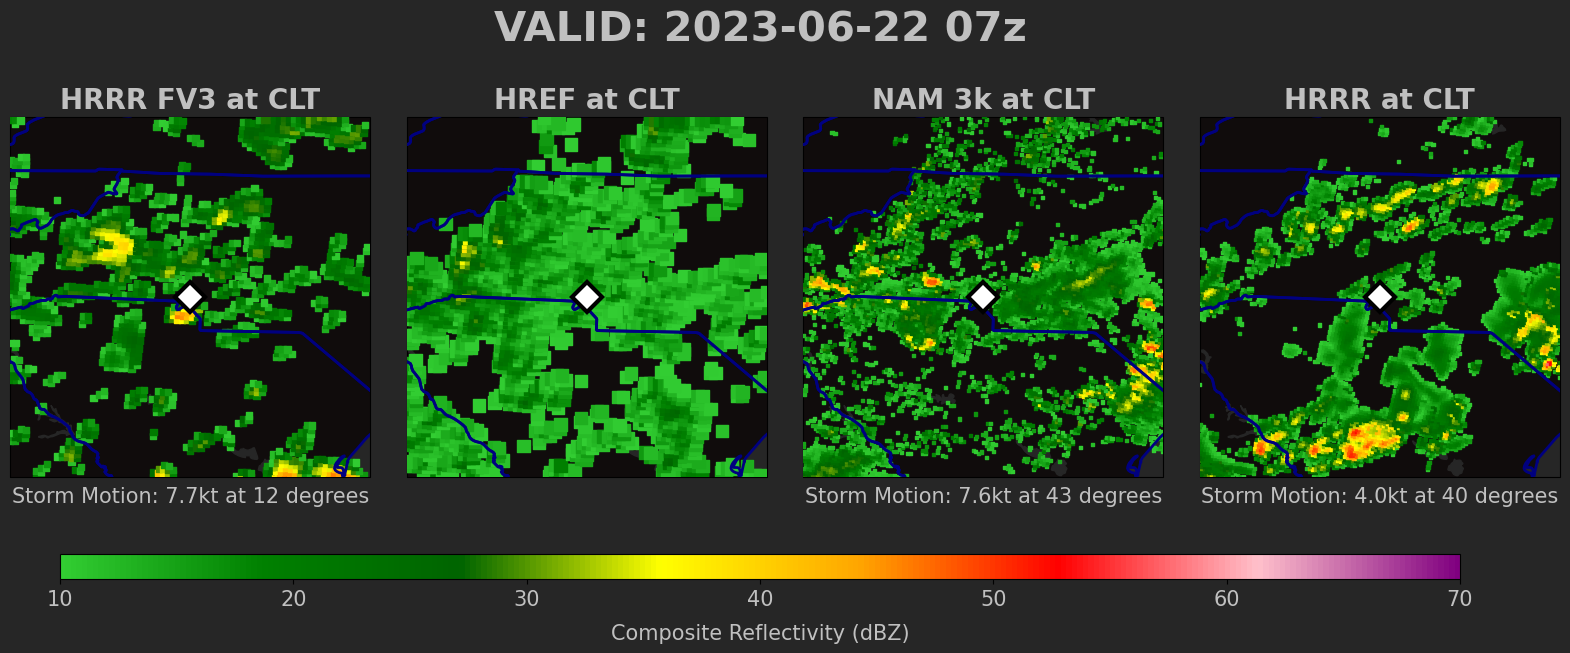 VALID: 2023-06-22 07z
HRRR FV3 at CLT
HREF at CLT
NAM 3k at CLT
HRRR at CLT
Storm Motion: 7.7kt at 12 degrees
Storm Motion: 7.6kt at 43 degrees
Storm Motion: 4.0kt at 40 degrees
10 20 30 40 50 60 70
Composite Reflectivity (dBZ)